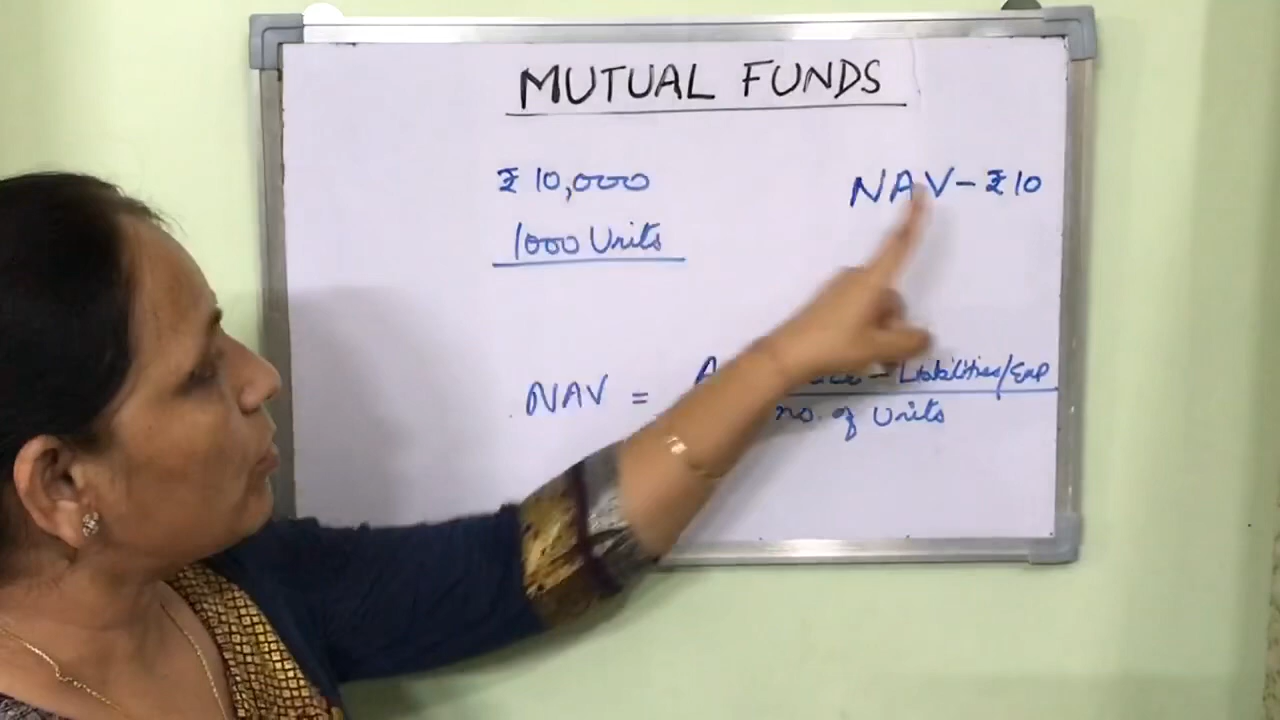 MUTUAL FUNDS
₹ 10,000
NAV - ₹ 10
1000 Units
NAV = - Liabilities/Exp
no. of Units